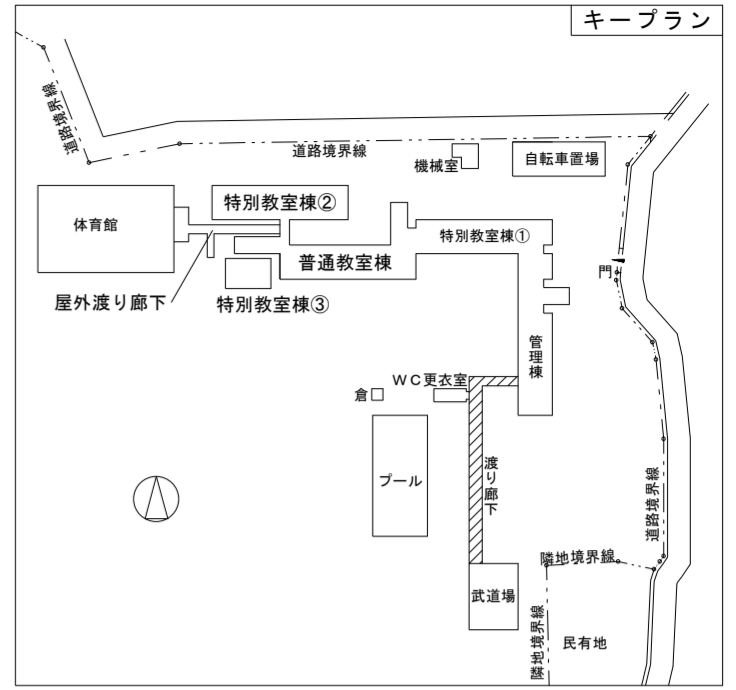 キープラン
道路境界線
道路境界線
機械室
自転車置場
体育館
特別教室棟②
特別教室棟①
普通教室棟
門
屋外渡り廊下
特別教室棟③
管理棟
WC更衣室
倉
プール
渡り廊下
道路境界線
隣地境界線
武道場
隣地境界線
民有地